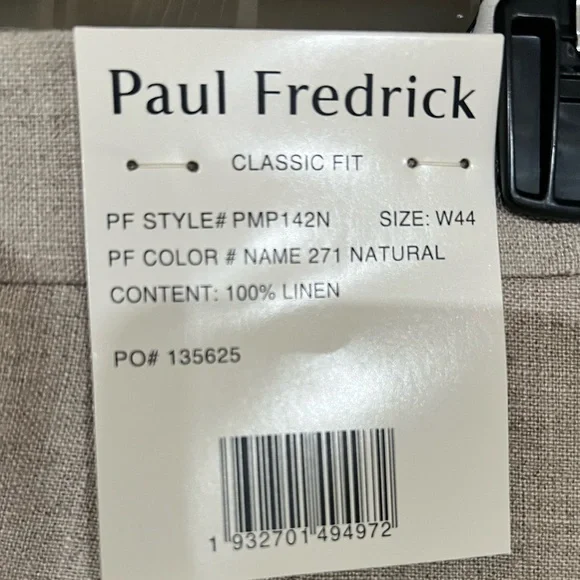 Paul Fredrick
CLASSIC FIT
PF STYLE# PMP142N SIZE: W44
PF COLOR # NAME 271 NATURAL
CONTENT: 100% LINEN
PO# 135625
1 932701 494972